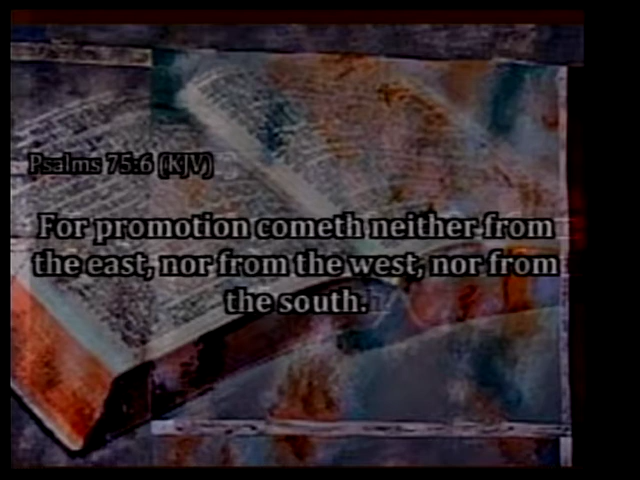 Psalms 75:6 (KJV)
For promotion cometh neither from
the east, nor from the west, nor from
the south.